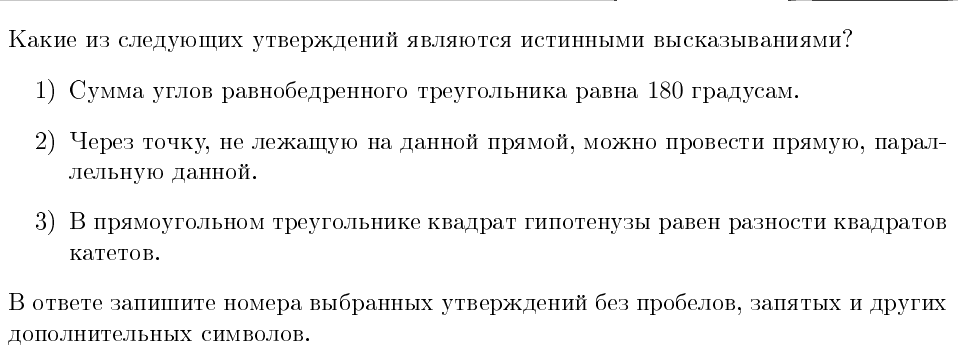 Какие из следующих утверждений являются истинными высказываниями?
1) Сумма углов равнобедренного треугольника равна 180 градусам.
2) Через точку, не лежащую на данной прямой, можно провести прямую, парал-
лельную данной.
3) В прямоугольном треугольнике квадрат гипотенузы равен разности квадратов
катетов.
В ответе запишите номера выбранных утверждений без пробелов, запятых и других
дополнительных символов.